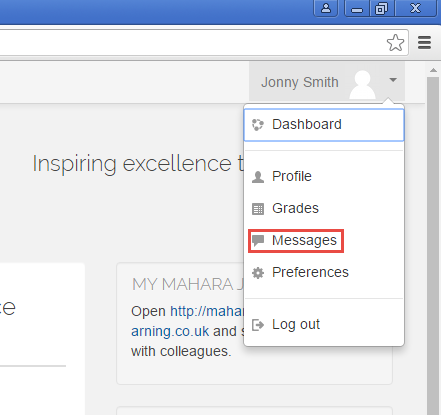 Jonny Smith
Dashboard
Inspiring excellence t
Profile
Grades
Messages
Preferences
Log out
ce
MY MAHARA J
Open http://mahar
arning.co.uk and s
with colleagues.